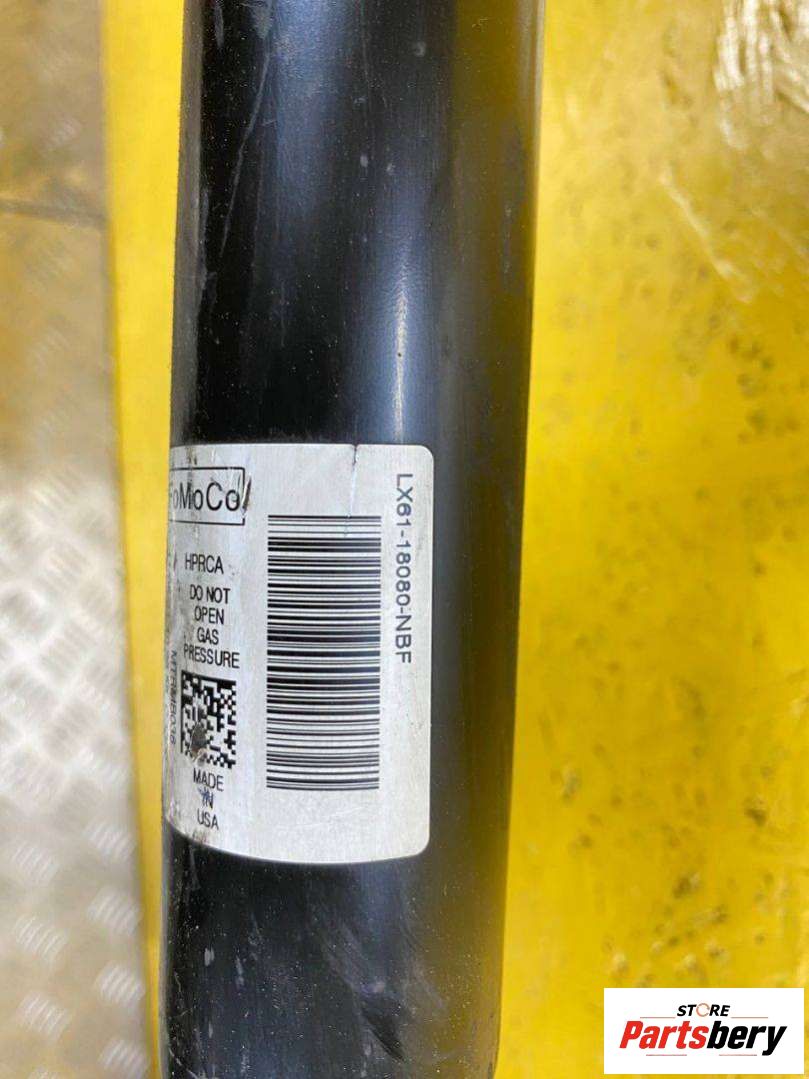 FoMoCo
HPRCA
DO NOT
OPEN
GAS
PRESSURE
MADE
IN
USA
LX61-18080-NBF
STORE
Partsbery